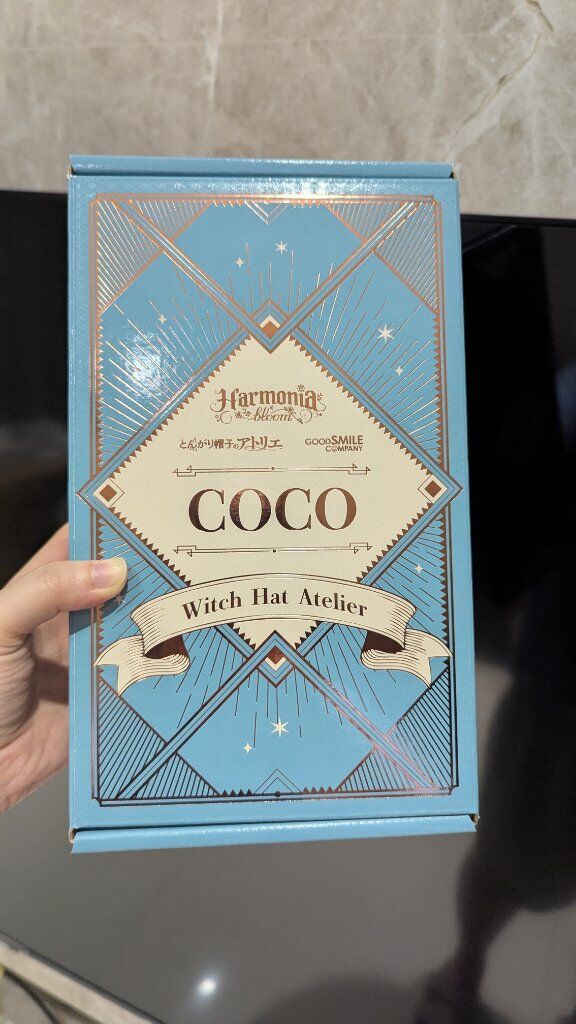 Harmonia
bloom
とんがり帽子のアトリエ
GOOD SMILE
COMPANY
COCO
Witch Hat Atelier